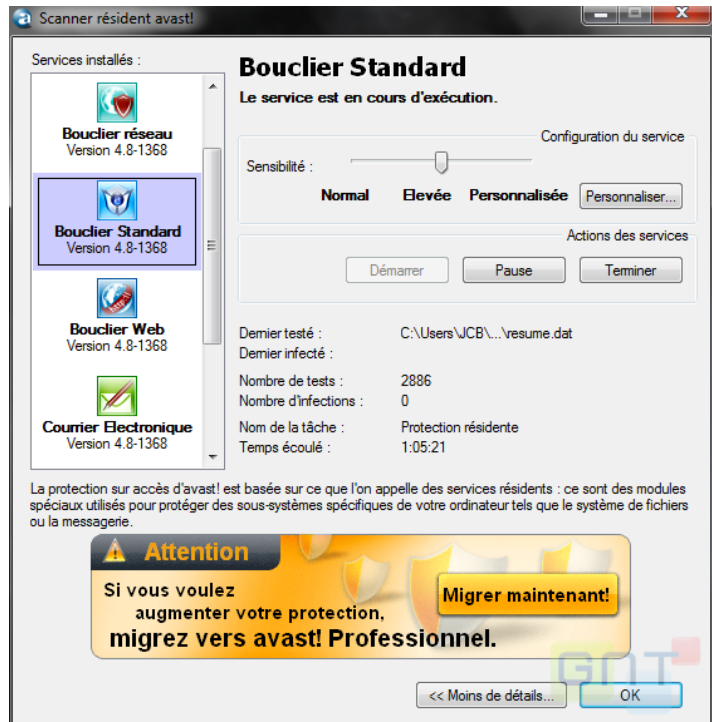 Scanner résident avast!
Services installés :
Bouclier réseau
Version 4.8-1368
Bouclier Standard
Version 4.8-1368
Bouclier Web
Version 4.8-1368
Courrier Electronique
Version 4.8-1368
Bouclier Standard
Le service est en cours d'exécution.
Configuration du service
Sensibilité :
Normal Elevée Personnalisée Personnaliser...
Actions des services
Démarrer Pause Terminer
Dernier testé : C:\Users\JCB\...\resume.dat
Dernier infecté :
Nombre de tests : 2886
Nombre d'infections : 0
Nom de la tâche : Protection résidente
Temps écoulé : 1:05:21
La protection sur accès d'avast! est basée sur ce que l'on appelle des services résidents : ce sont des modules
spéciaux utilisés pour protéger des sous-systèmes spécifiques de votre ordinateur tels que le système de fichiers
ou la messagerie.
Attention
Si vous voulez
augmenter votre protection,
migrez vers avast! Professionnel.
Migrer maintenant!
GNT
<< Moins de détails... OK